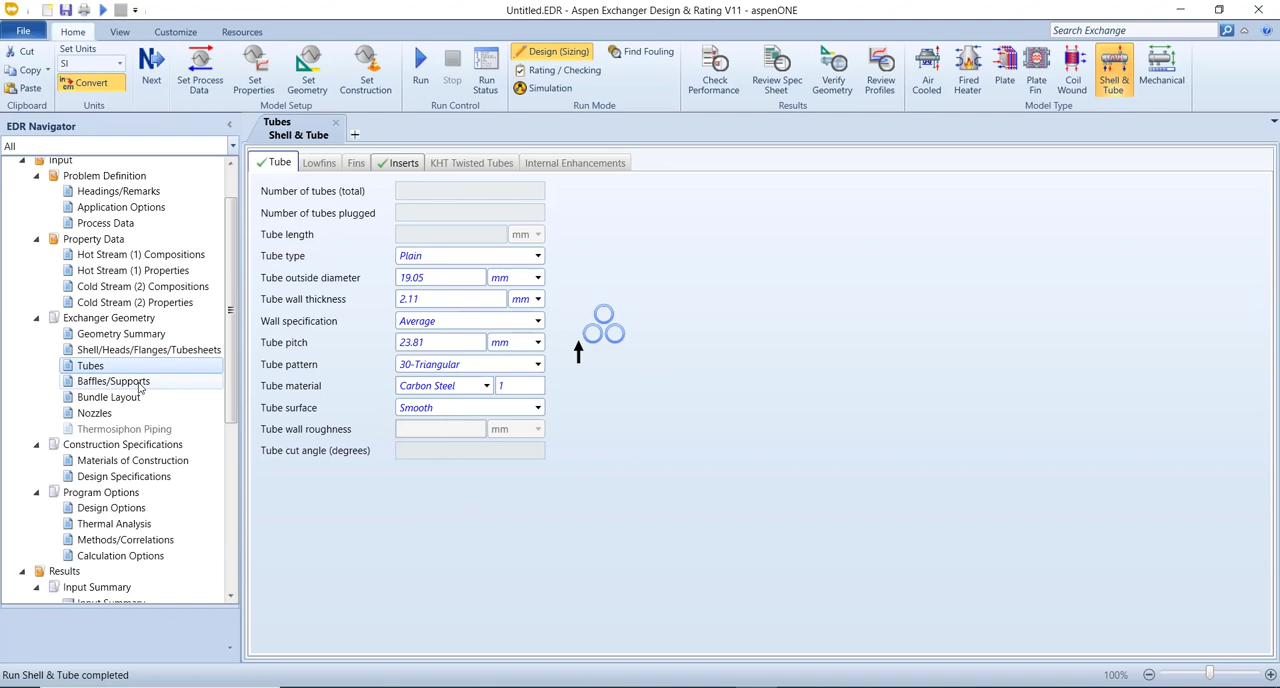 Untitled.EDR - Aspen Exchanger Design & Rating V11 - aspenONE
File Home View Customize Resources Search Exchange
Cut Set Units Design (Sizing) Find Fouling
Copy SI Rating / Checking
Paste Convert Simulation
Next Set Process Data Set Properties Set Geometry Set Construction Run Stop Run Status Check Performance Review Spec Sheet Verify Geometry Review Profiles Air Cooled Fired Heater Plate Plate Fin Coil Wound Shell & Tube Mechanical
Clipboard Units Model Setup Run Control Run Mode Results Model Type
EDR Navigator
All
Input
Problem Definition
Headings/Remarks
Application Options
Process Data
Property Data
Hot Stream (1) Compositions
Hot Stream (1) Properties
Cold Stream (2) Compositions
Cold Stream (2) Properties
Exchanger Geometry
Geometry Summary
Shell/Heads/Flanges/Tubesheets
Tubes
Baffles/Supports
Bundle Layout
Nozzles
Thermosiphon Piping
Construction Specifications
Materials of Construction
Design Specifications
Program Options
Design Options
Thermal Analysis
Methods/Correlations
Calculation Options
Results
Input Summary
Input Summary
Tubes
Shell & Tube
Tube Lowfins Fins Inserts KHT Twisted Tubes Internal Enhancements
Number of tubes (total)
Number of tubes plugged
Tube length mm
Tube type Plain
Tube outside diameter 19.05 mm
Tube wall thickness 2.11 mm
Wall specification Average
Tube pitch 23.81 mm
Tube pattern 30-Triangular
Tube material Carbon Steel 1
Tube surface Smooth
Tube wall roughness mm
Tube cut angle (degrees)
Run Shell & Tube completed 100%